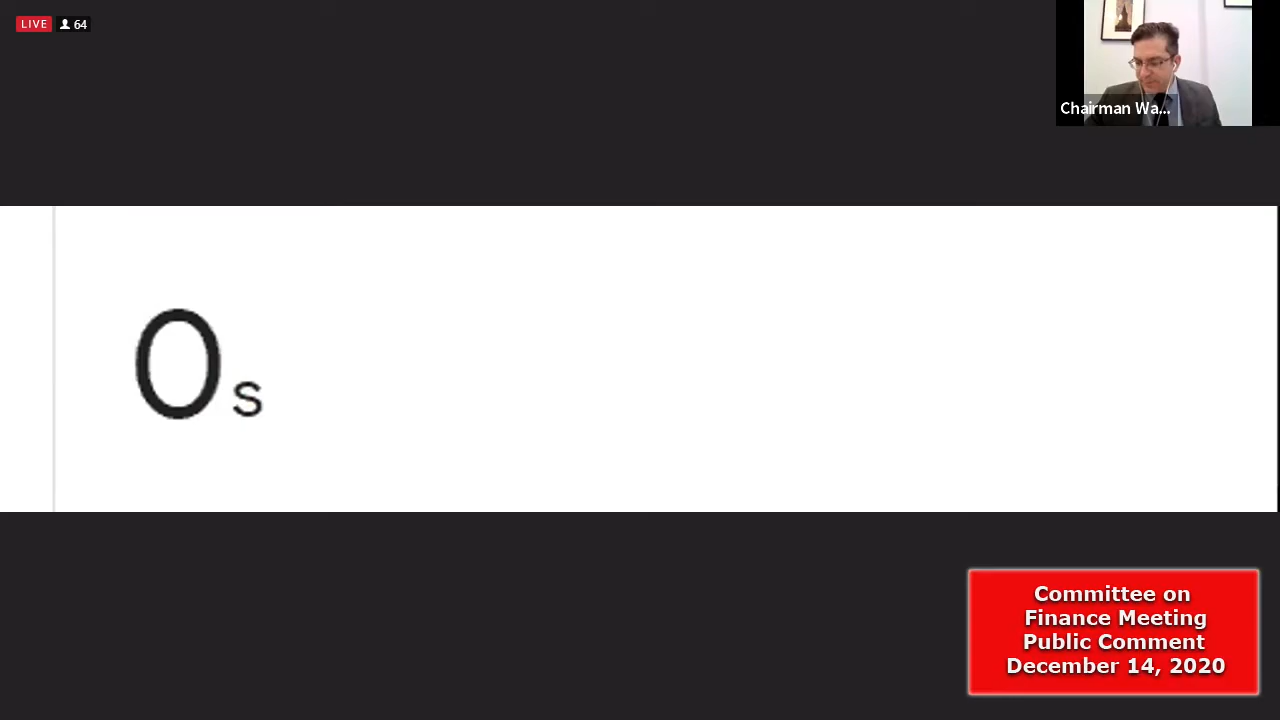 LIVE 64
Chairman Wa...
0s
Committee on
Finance Meeting
Public Comment
December 14, 2020